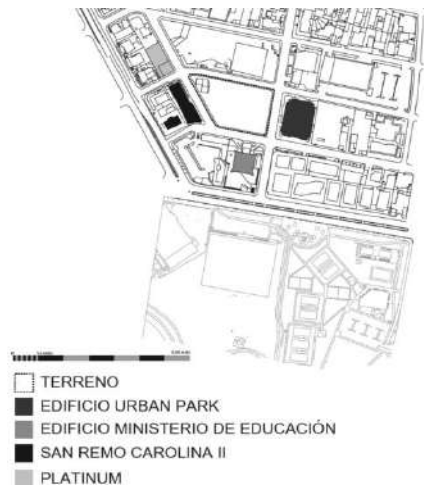 TERRENO
EDIFICIO URBAN PARK
EDIFICIO MINISTERIO DE EDUCACIÓN
SAN REMO CAROLINA II
PLATINUM